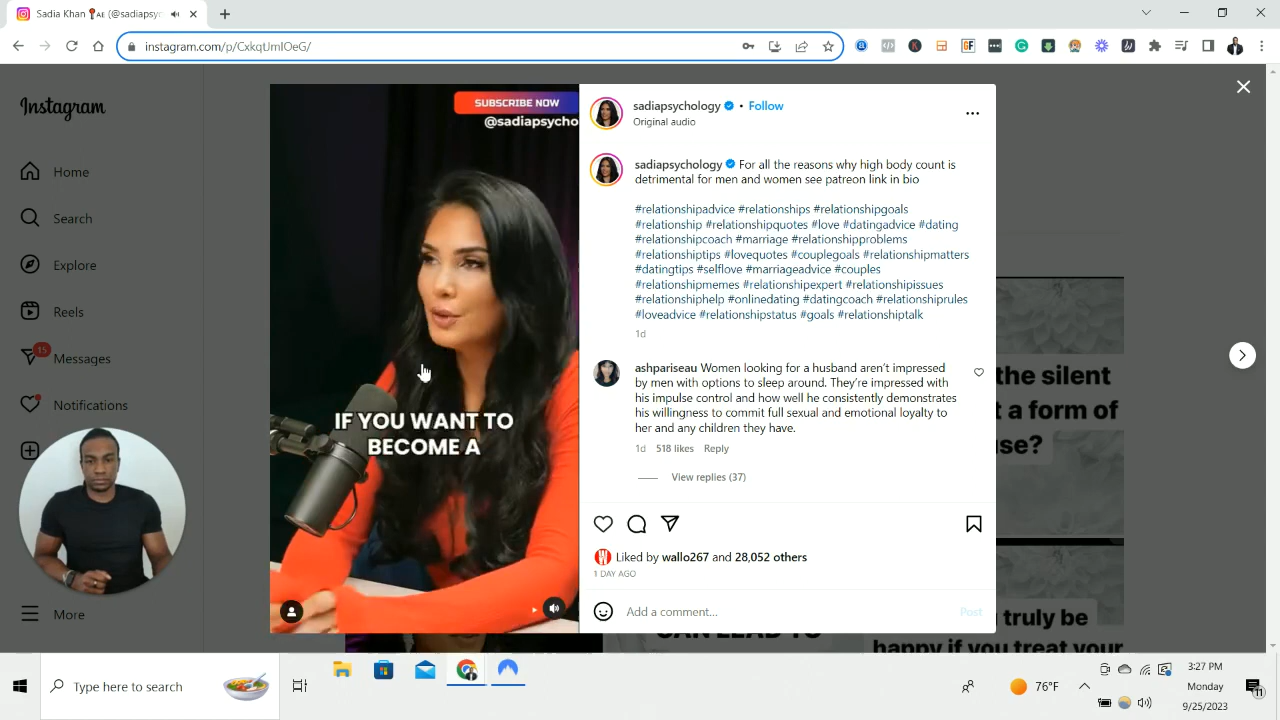 Sadia Khan 📍AE (@sadiapsyc
instagram.com/p/CxkqUmIOeG/
Instagram
Home
Search
Explore
Reels
15
Messages
Notifications
More
SUBSCRIBE NOW
@sadiapsycho
IF YOU WANT TO
BECOME A
sadiapsychology • Follow
Original audio
sadiapsychology For all the reasons why high body count is
detrimental for men and women see patreon link in bio
#relationshipadvice #relationships #relationshipgoals
#relationship #relationshipquotes #love #datingadvice #dating
#relationshipcoach #marriage #relationshipproblems
#relationshiptips #lovequotes #couplegoals #relationshipmatters
#datingtips #selflove #marriageadvice #couples
#relationshipmemes #relationshipexpert #relationshipissues
#relationshiphelp #onlinedating #datingcoach #relationshiprules
#loveadvice #relationshipstatus #goals #relationshiptalk
1d
ashpariseau Women looking for a husband aren't impressed
by men with options to sleep around. They're impressed with
his impulse control and how well he consistently demonstrates
his willingness to commit full sexual and emotional loyalty to
her and any children they have.
1d 518 likes Reply
View replies (37)
Liked by wallo267 and 28,052 others
1 DAY AGO
Add a comment...
Post
the silent
t a form of
se?
CAN LEAD TO
truly be
happy if you treat your
Type here to search
76°F
3:27 PM
Monday
9/25/2023
11